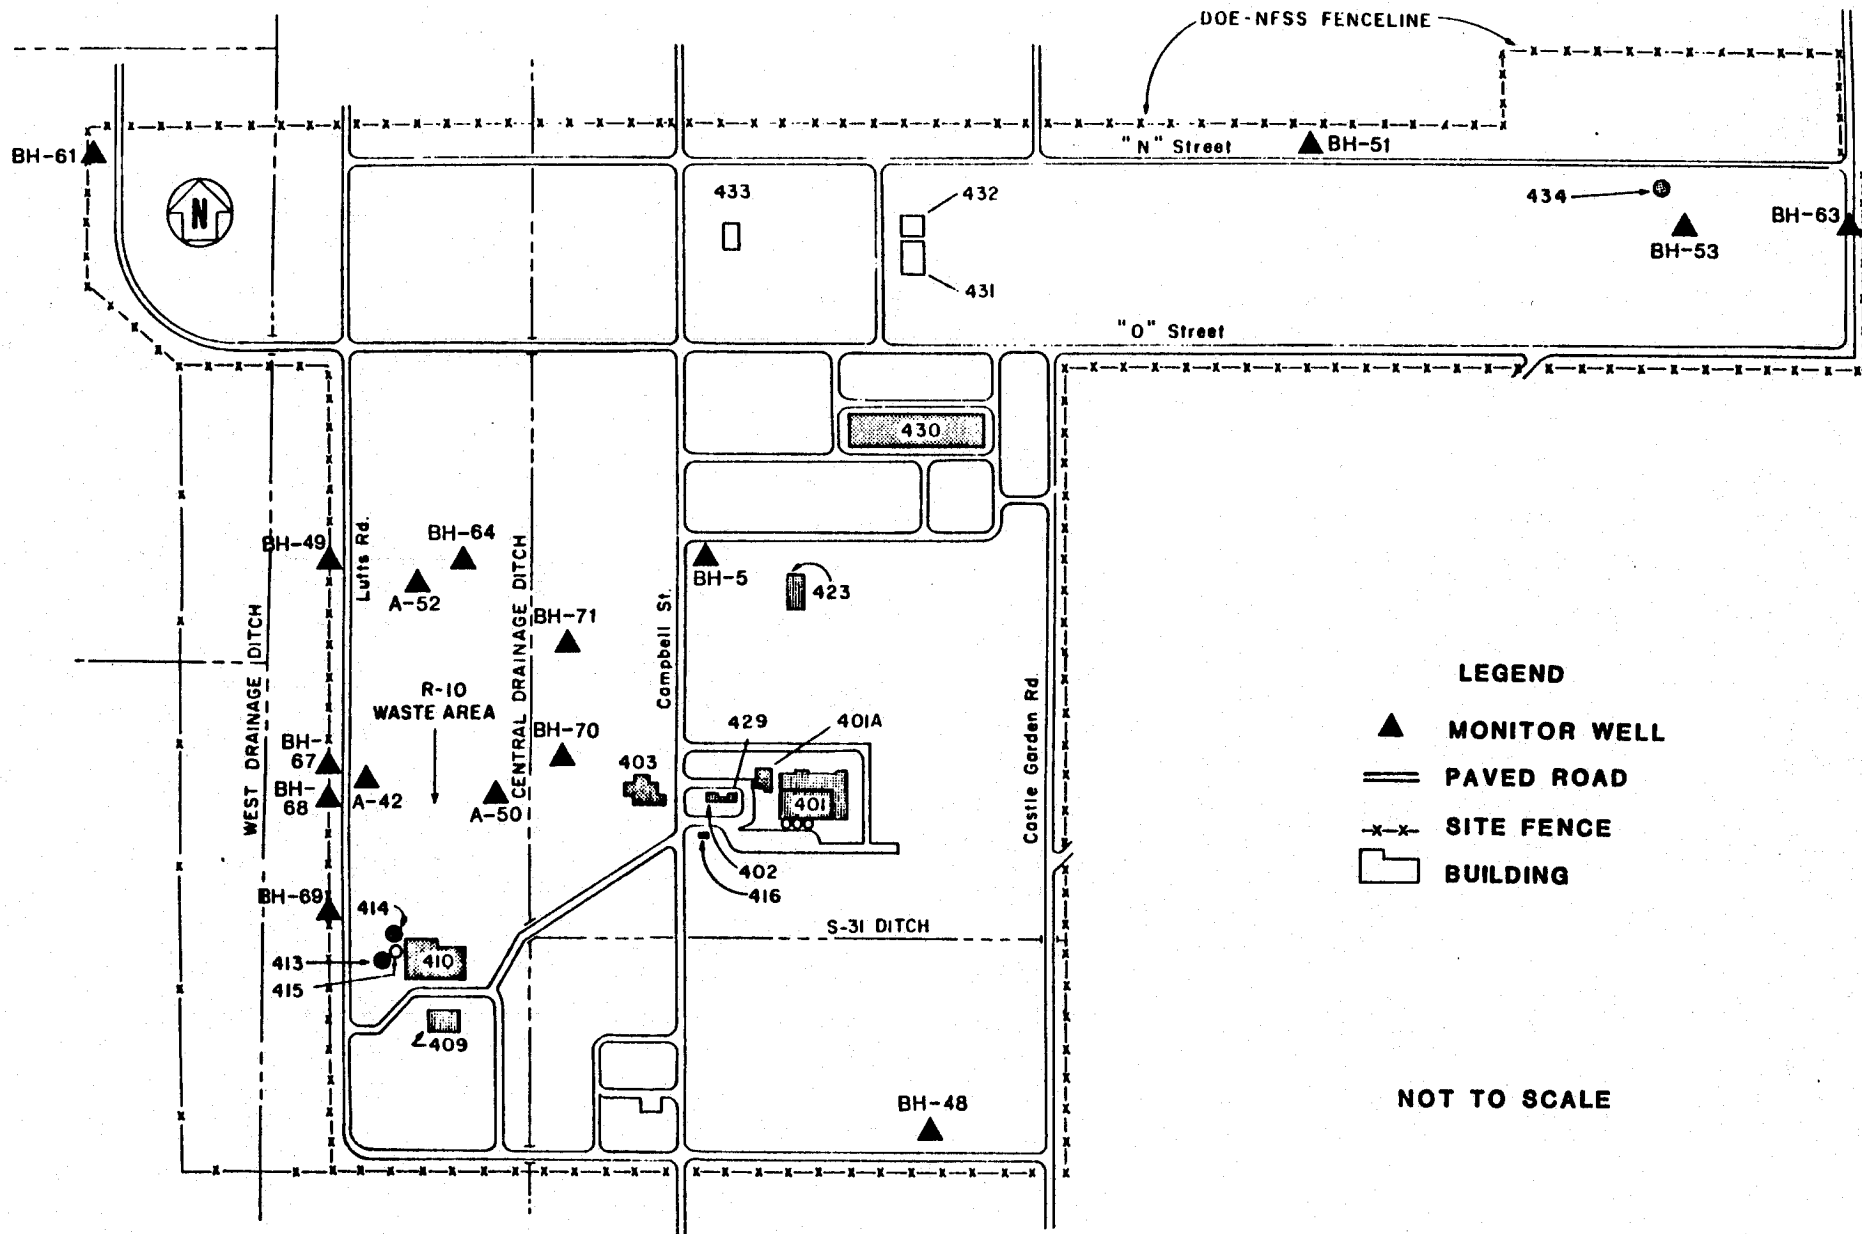 DOE-NFSS FENCELINE
BH-61
"N" Street
BH-51
N
433
432
434
BH-63
BH-53
431
"O" Street
430
BH-49
Lutts Rd.
BH-64
A-52
BH-5
423
BH-71
WEST DRAINAGE DITCH
CENTRAL DRAINAGE DITCH
Campbell St.
Castle Garden Rd.
R-10
WASTE AREA
BH-70
429
401A
BH-
67
403
BH-
68
A-42
A-50
401
402
416
BH-69
414
S-31 DITCH
413
410
415
409
BH-48
LEGEND
MONITOR WELL
PAVED ROAD
SITE FENCE
BUILDING
NOT TO SCALE